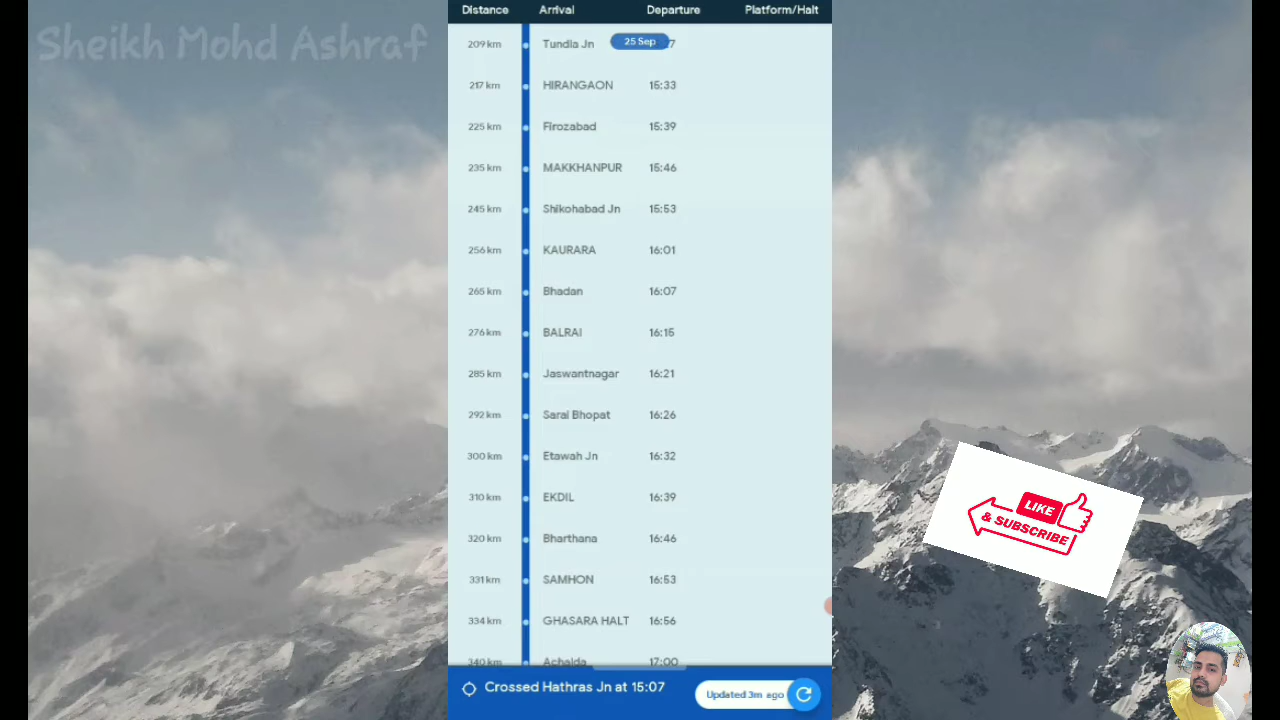 Sheikh Mohd Ashraf
Distance Arrival Departure Platform/Halt
209 km Tundla Jn 25 Sep 7
217 km HIRANGAON 15:33
225 km Firozabad 15:39
235 km MAKKHANPUR 15:46
245 km Shikohabad Jn 15:53
256 km KAURARA 16:01
265 km Bhadan 16:07
276 km BALRAI 16:15
285 km Jaswantnagar 16:21
292 km Sarai Bhopat 16:26
300 km Etawah Jn 16:32
310 km EKDIL 16:39
320 km Bharthana 16:46
331 km SAMHON 16:53
334 km GHASARA HALT 16:56
340 km Achalda 17:00
Crossed Hathras Jn at 15:07
Updated 3m ago
LIKE
& SUBSCRIBE